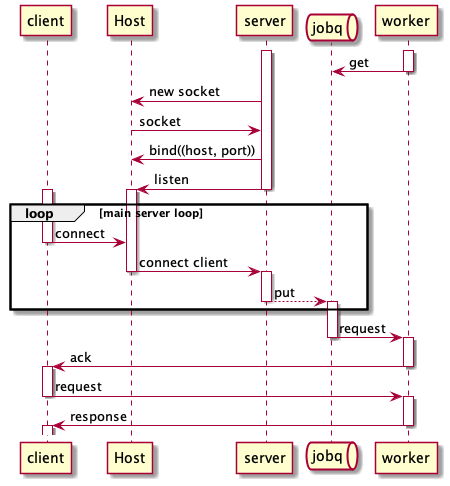 client Host server jobq worker
get
new socket
socket
bind((host, port))
listen
loop [main server loop]
connect
connect client
put
request
ack
request
response
client Host server jobq worker